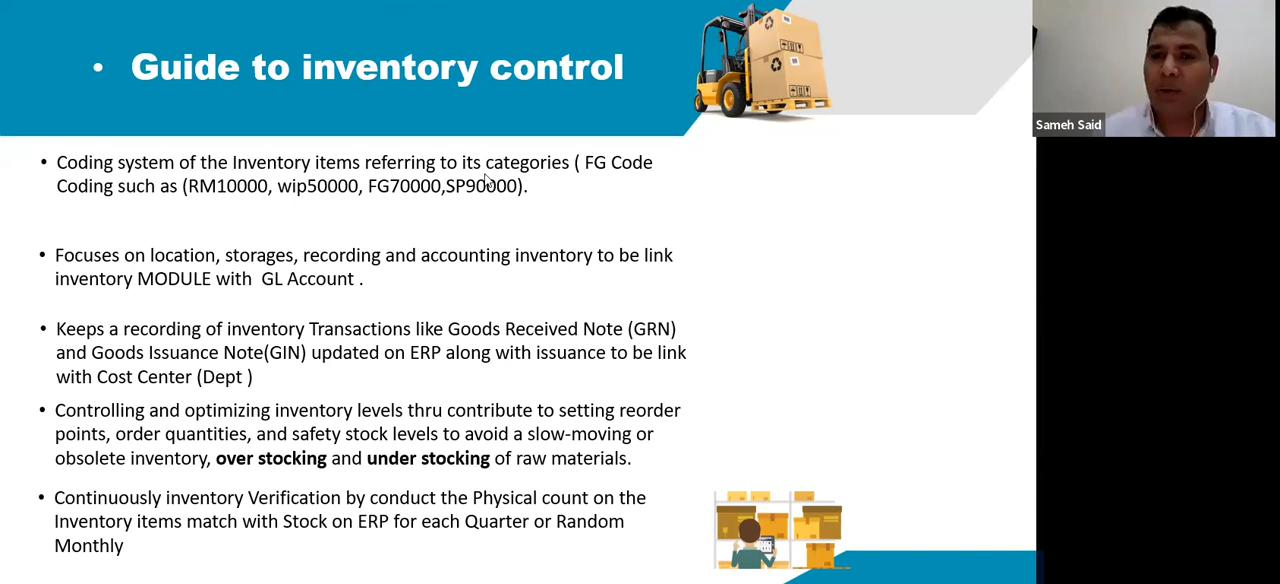 • Guide to inventory control
Sameh Said
• Coding system of the Inventory items referring to its categories ( FG Code
Coding such as (RM10000, wip50000, FG70000,SP90000).
• Focuses on location, storages, recording and accounting inventory to be link
inventory MODULE with GL Account .
• Keeps a recording of inventory Transactions like Goods Received Note (GRN)
and Goods Issuance Note(GIN) updated on ERP along with issuance to be link
with Cost Center (Dept )
• Controlling and optimizing inventory levels thru contribute to setting reorder
points, order quantities, and safety stock levels to avoid a slow-moving or
obsolete inventory, over stocking and under stocking of raw materials.
• Continuously inventory Verification by conduct the Physical count on the
Inventory items match with Stock on ERP for each Quarter or Random
Monthly